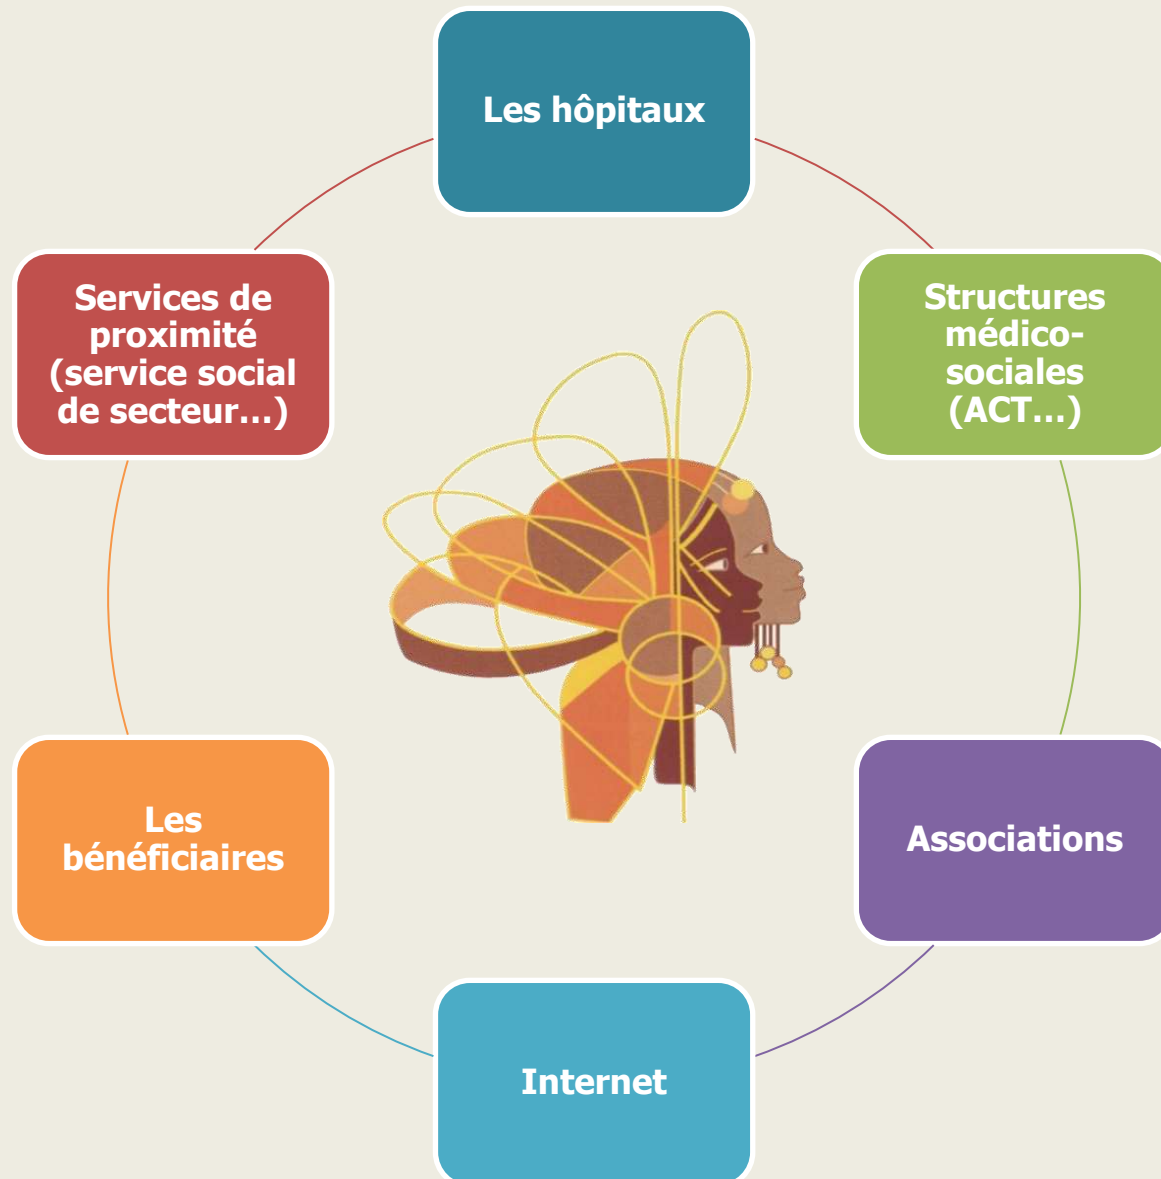 Les hôpitaux
Structures
médico-
sociales
(ACT...)
Associations
Internet
Les
bénéficiaires
Services de
proximité
(service social
de secteur...)